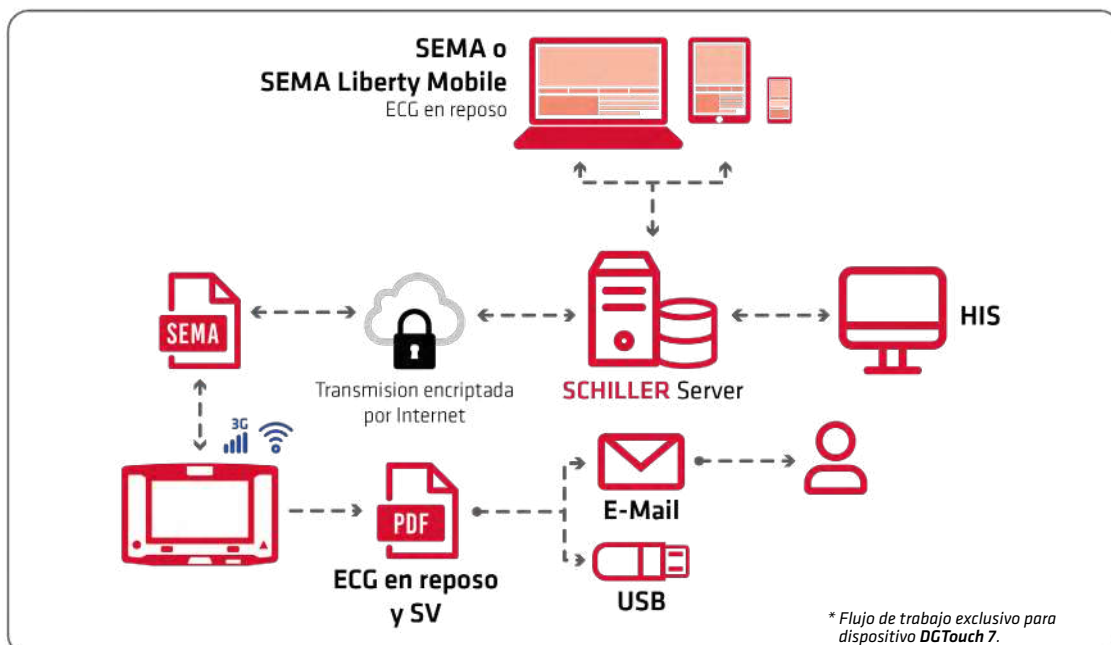 SEMA o
SEMA Liberty Mobile
ECG en reposo
SEMA
Transmision encriptada
por Internet
SCHILLER Server
HIS
3G
PDF
ECG en reposo
y SV
E-Mail
USB
* Flujo de trabajo exclusivo para
dispositivo DGTouch 7.